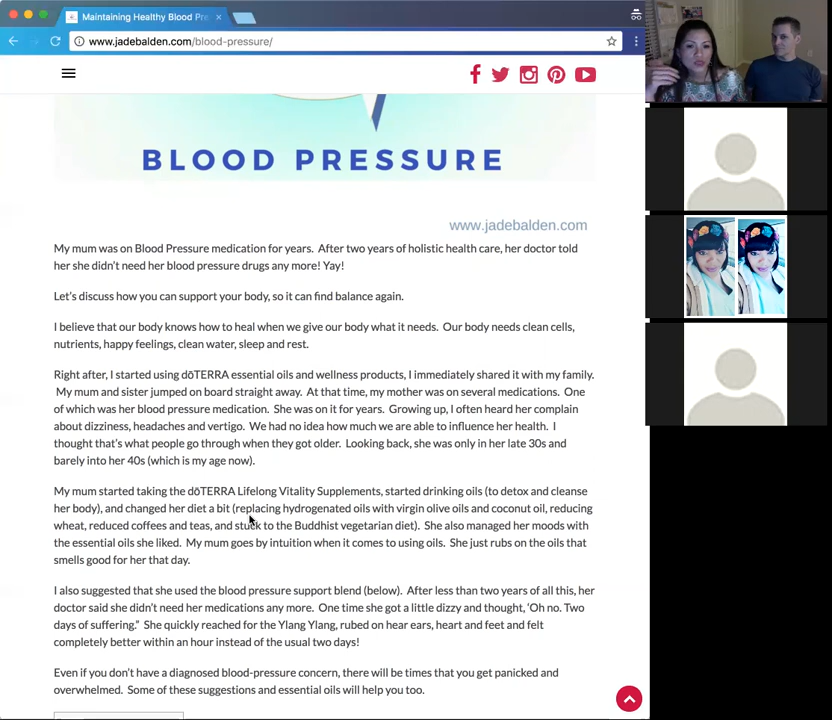 Maintaining Healthy Blood Pre
www.jadebalden.com/blood-pressure/
BLOOD PRESSURE
www.jadebalden.com
My mum was on Blood Pressure medication for years. After two years of holistic health care, her doctor told
her she didn't need her blood pressure drugs any more! Yay!
Let's discuss how you can support your body, so it can find balance again.
I believe that our body knows how to heal when we give our body what it needs. Our body needs clean cells,
nutrients, happy feelings, clean water, sleep and rest.
Right after, I started using dōTERRA essential oils and wellness products, I immediately shared it with my family.
My mum and sister jumped on board straight away. At that time, my mother was on several medications. One
of which was her blood pressure medication. She was on it for years. Growing up, I often heard her complain
about dizziness, headaches and vertigo. We had no idea how much we are able to influence her health. I
thought that's what people go through when they got older. Looking back, she was only in her late 30s and
barely into her 40s (which is my age now).
My mum started taking the dōTERRA Lifelong Vitality Supplements, started drinking oils (to detox and cleanse
her body), and changed her diet a bit (replacing hydrogenated oils with virgin olive oils and coconut oil, reducing
wheat, reduced coffees and teas, and stuck to the Buddhist vegetarian diet). She also managed her moods with
the essential oils she liked. My mum goes by intuition when it comes to using oils. She just rubs on the oils that
smells good for her that day.
I also suggested that she used the blood pressure support blend (below). After less than two years of all this, her
doctor said she didn't need her medications any more. One time she got a little dizzy and thought, 'Oh no. Two
days of suffering." She quickly reached for the Ylang Ylang, rubbed on hear ears, heart and feet and felt
completely better within an hour instead of the usual two days!
Even if you don't have a diagnosed blood-pressure concern, there will be times that you get panicked and
overwhelmed. Some of these suggestions and essential oils will help you too.